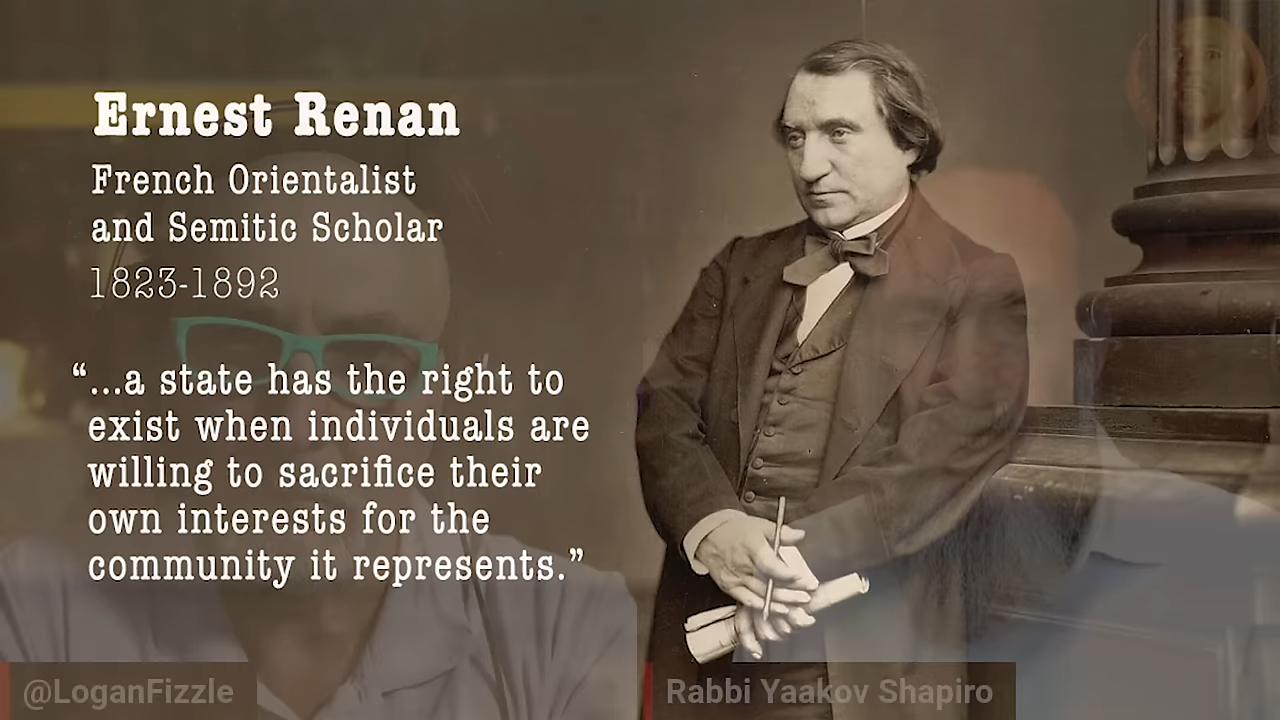 Ernest Renan
French Orientalist
and Semitic Scholar
1823-1892
“...a state has the right to
exist when individuals are
willing to sacrifice their
own interests for the
community it represents.”
@LoganFizzle
Rabbi Yaakov Shapiro